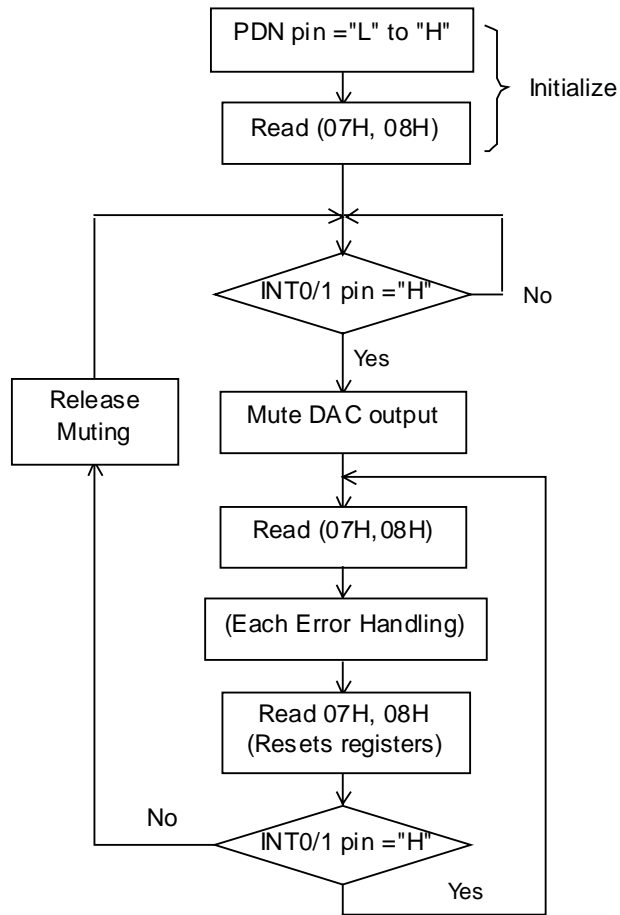 PDN pin ="L" to "H"
Initialize
Read (07H, 08H)
INT0/1 pin ="H"
No
Yes
Release
Muting
Mute DAC output
Read (07H,08H)
(Each Error Handling)
Read 07H, 08H
(Resets registers)
No
INT0/1 pin ="H"
Yes